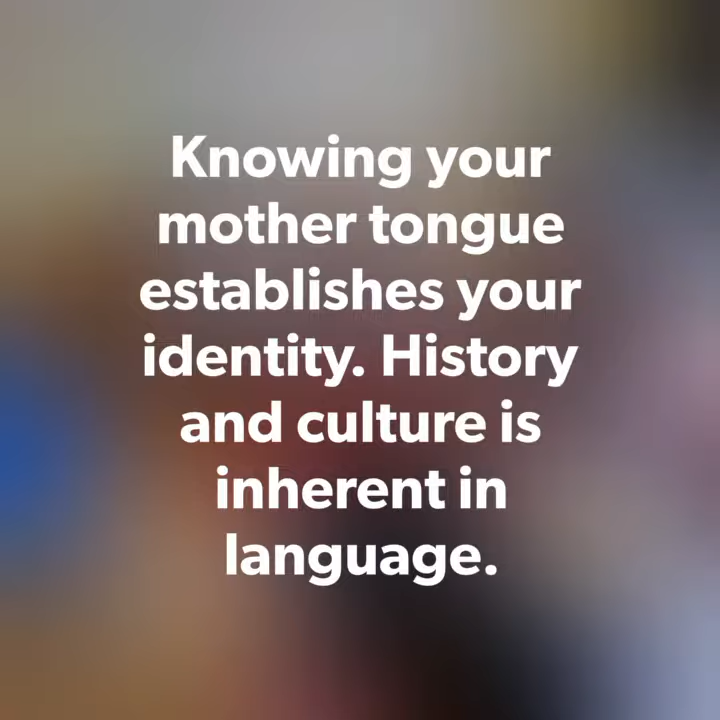 Knowing your
mother tongue
establishes your
identity. History
and culture is
inherent in
language.